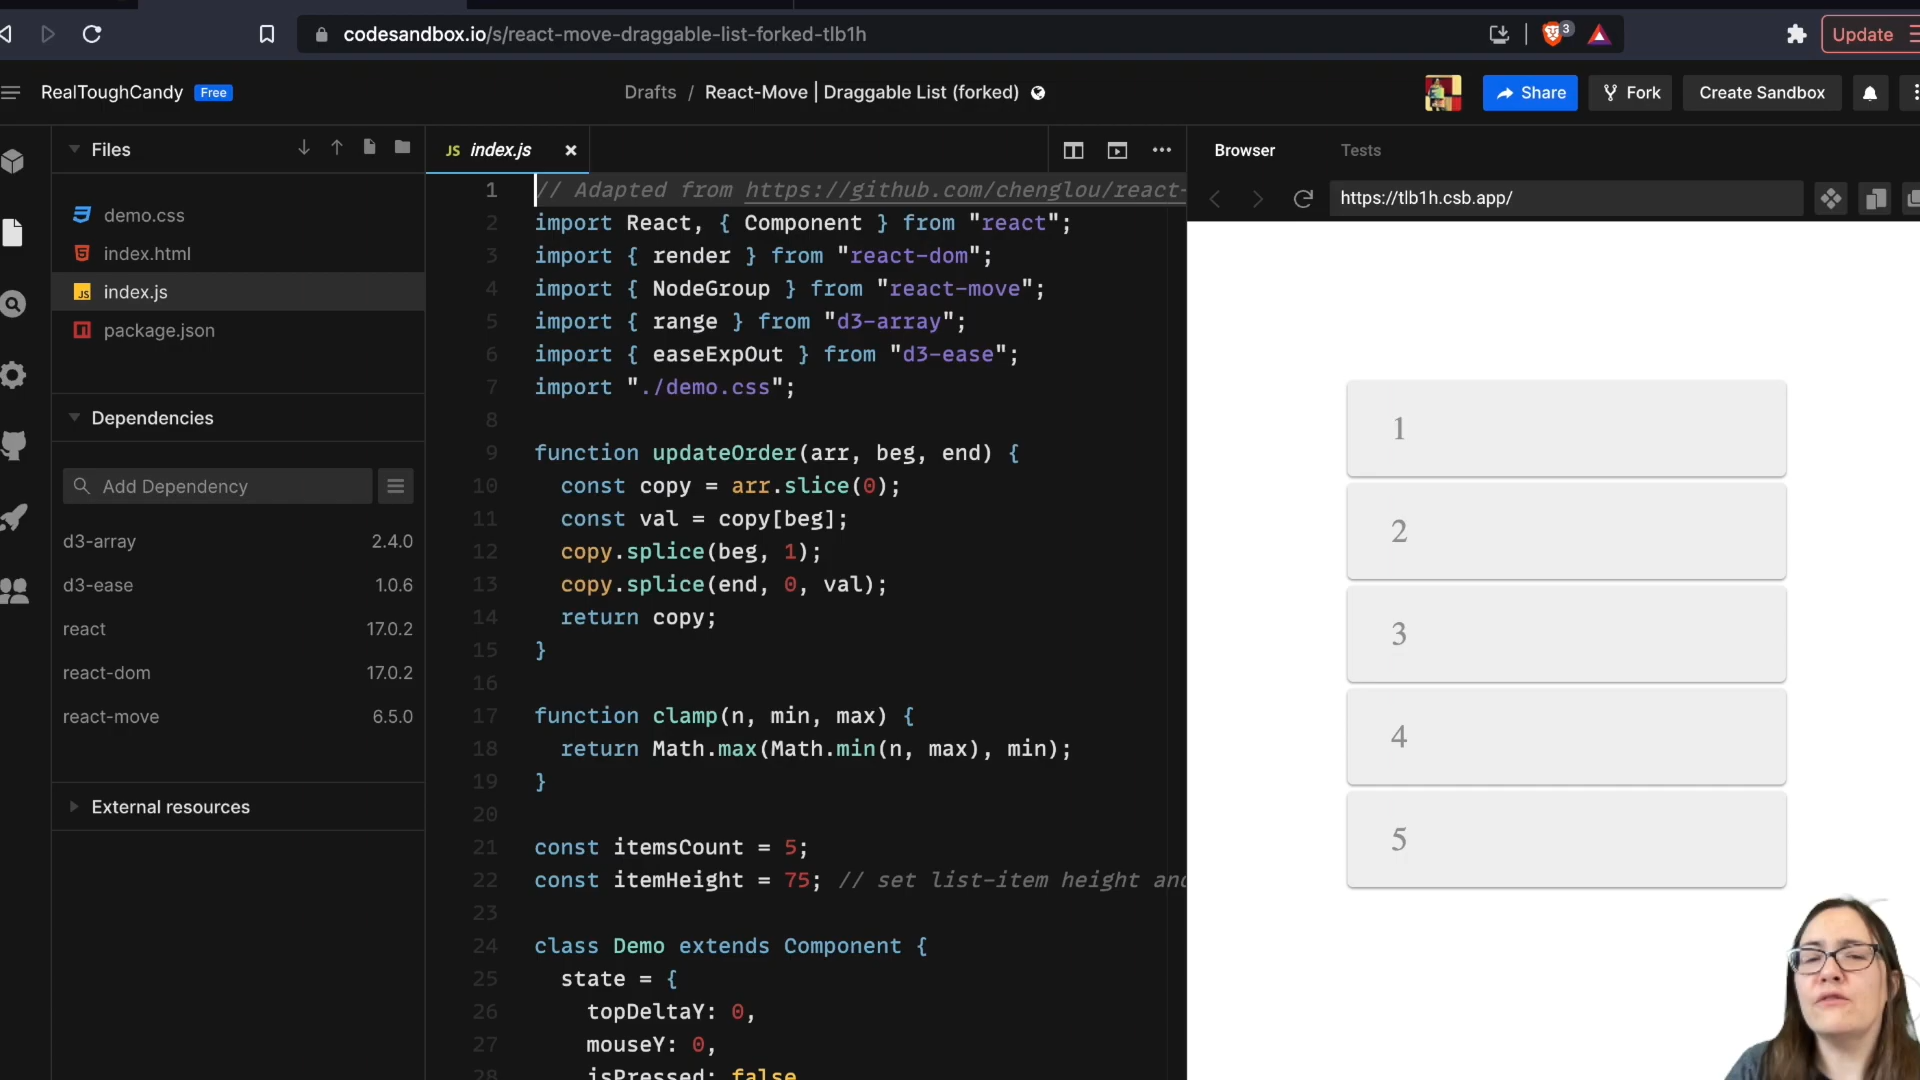 codesandbox.io/s/react-move-draggable-list-forked-tlb1h
3
Update
RealToughCandy Free
Drafts / React-Move | Draggable List (forked)
Share
Fork
Create Sandbox
Files
demo.css
index.html
JS index.js
package.json
Dependencies
Add Dependency
d3-array 2.4.0
d3-ease 1.0.6
react 17.0.2
react-dom 17.0.2
react-move 6.5.0
External resources
JS index.js
1 // Adapted from https://github.com/chenglou/react-
2 import React, { Component } from "react";
3 import { render } from "react-dom";
4 import { NodeGroup } from "react-move";
5 import { range } from "d3-array";
6 import { easeExpOut } from "d3-ease";
7 import "./demo.css";
8
9 function updateOrder(arr, beg, end) {
10 const copy = arr.slice(0);
11 const val = copy[beg];
12 copy.splice(beg, 1);
13 copy.splice(end, 0, val);
14 return copy;
15 }
16
17 function clamp(n, min, max) {
18 return Math.max(Math.min(n, max), min);
19 }
20
21 const itemsCount = 5;
22 const itemHeight = 75; // set list-item height and
23
24 class Demo extends Component {
25 state = {
26 topDeltaY: 0,
27 mouseY: 0,
28 isPressed: false
Browser
Tests
https://tlb1h.csb.app/
1
2
3
4
5